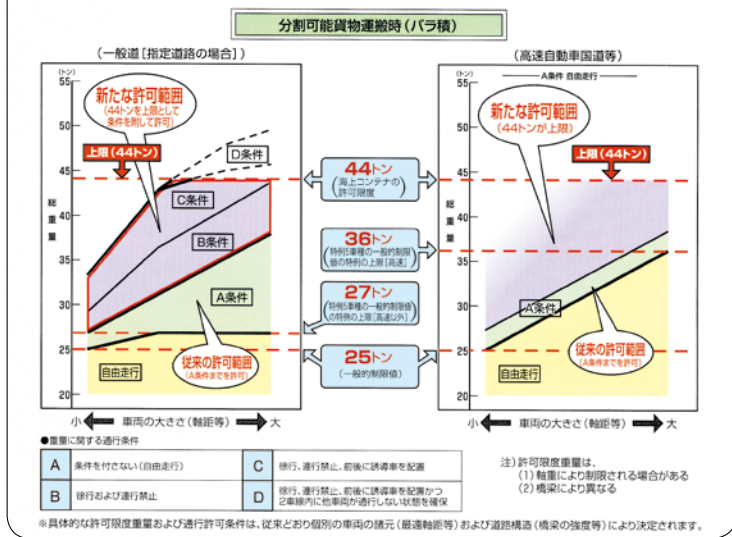 分割可能貨物運搬時(バラ積)
(一般道[指定道路の場合])
(トン)
55
50
45
40
35
30
25
20
総重量
新たな許可範囲
(44トンを上限として
条件を附して許可)
上限(44トン)
D条件
C条件
B条件
A条件
従来の許可範囲
(A条件までを許可)
自由走行
小 車両の大きさ(軸距等) 大
44トン
(海上コンテナの
許可限度)
36トン
(特例5車種の一般的制限
値の特例の上限[高速])
27トン
(特例5車種の一般的制限値
の特例の上限[高速以外])
25トン
(一般的制限値)
(高速自動車国道等)
(トン)
55
50
45
40
35
30
25
20
総重量
A条件 自由走行
新たな許可範囲
(44トンが上限)
上限(44トン)
A条件
従来の許可範囲
(A条件までを許可)
自由走行
小 車両の大きさ(軸距等) 大
●重量に関する通行条件
A 条件を付さない(自由走行)
B 徐行および連行禁止
C 徐行、連行禁止、前後に誘導車を配置
D 徐行、連行禁止、前後に誘導車を配置かつ
2車線内に他車両が通行しない状態を確保
注)許可限度重量は、
(1)軸重により制限される場合がある
(2)橋梁により異なる
※具体的な許可限度重量および通行許可条件は、従来どおり個別の車両の諸元(最遠軸距等)および道路構造(橋梁の強度等)により決定されます。